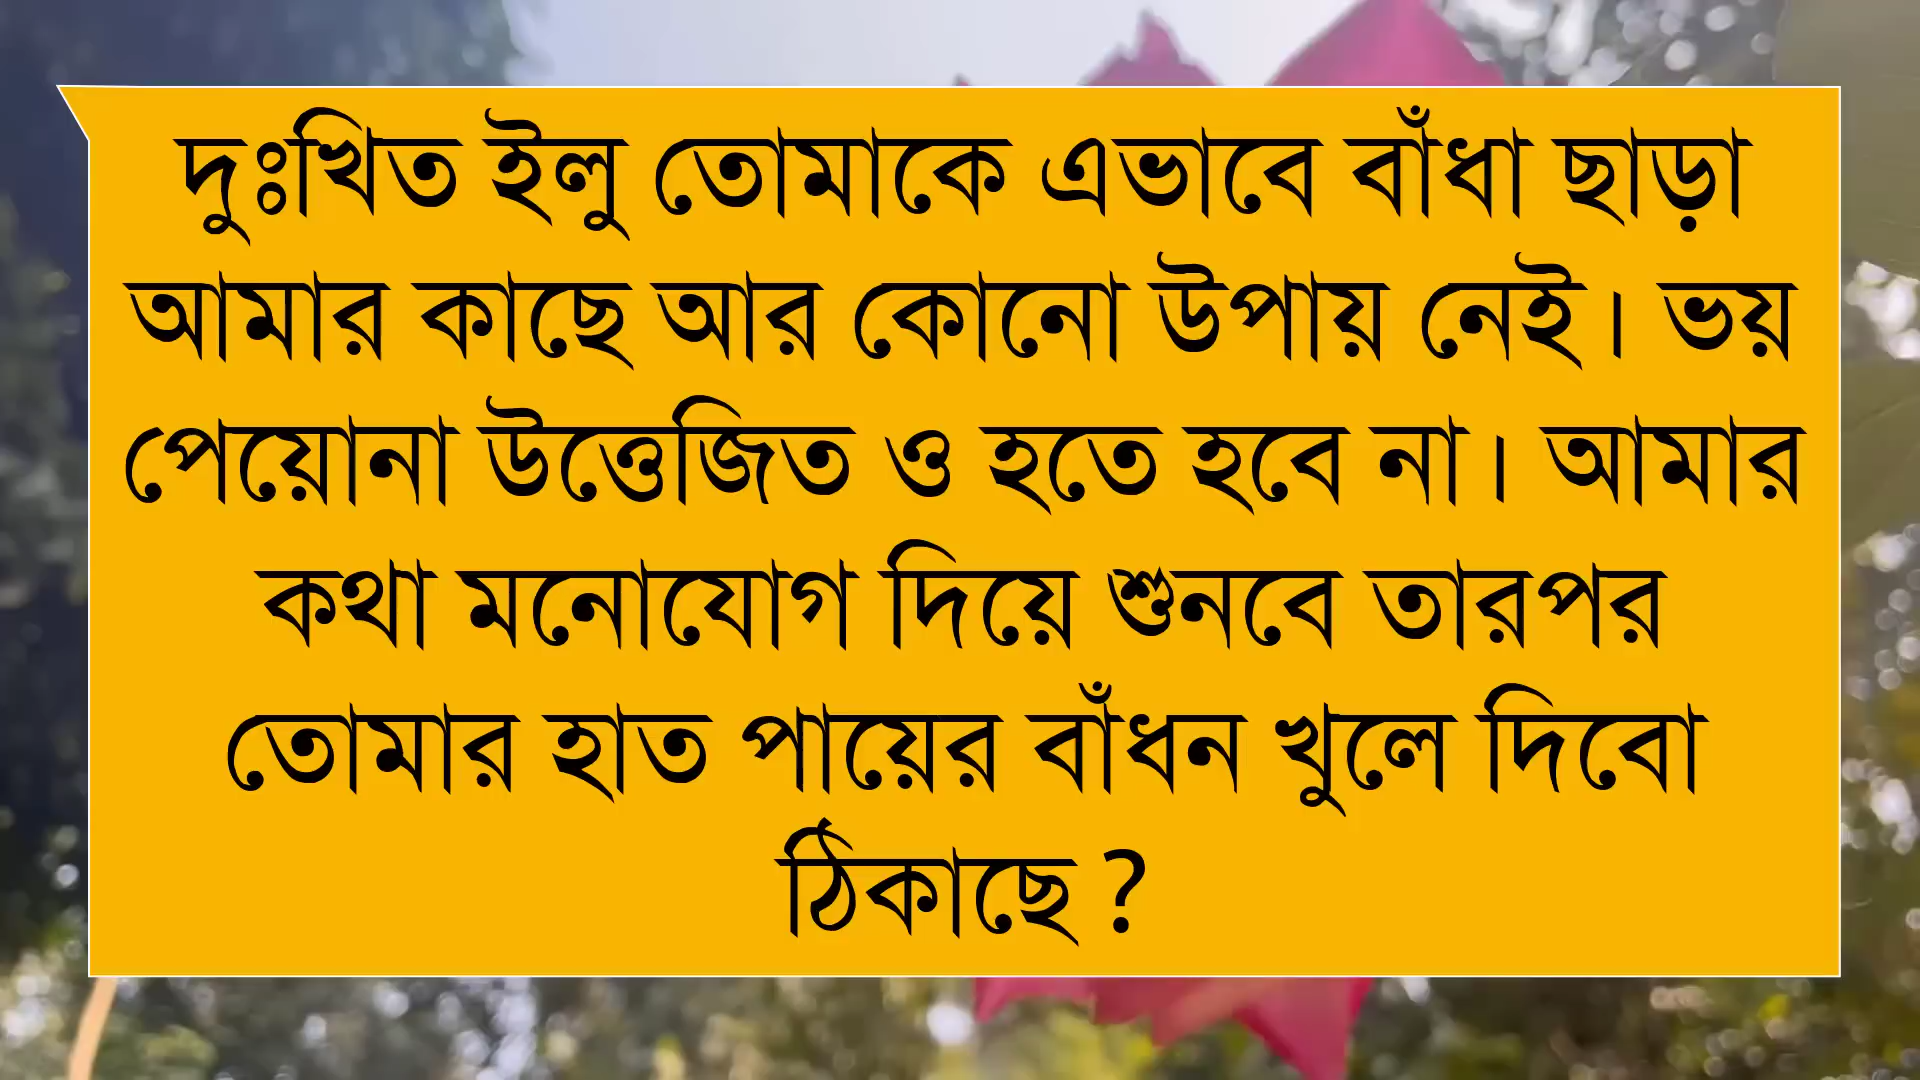 দুঃখিত ইলু তোমাকে এভাবে বাঁধা ছাড়া
আমার কাছে আর কোনো উপায় নেই। ভয়
পেয়োনা উত্তেজিত ও হতে হবে না। আমার
কথা মনোযোগ দিয়ে শুনবে তারপর
তোমার হাত পায়ের বাঁধন খুলে দিবো
ঠিকাছে ?